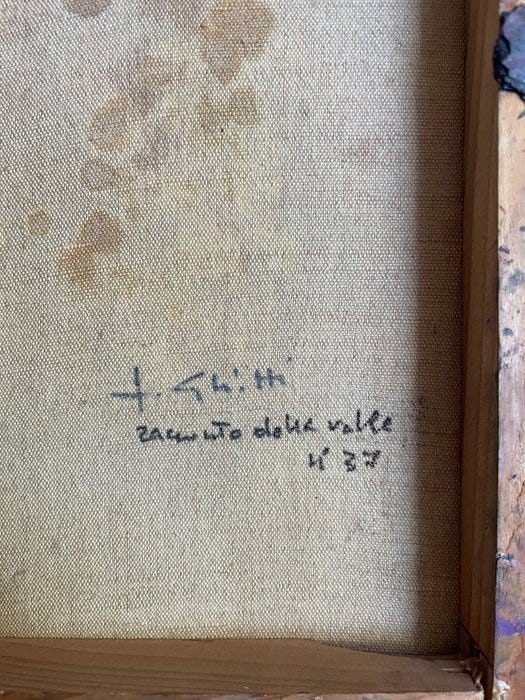 f. Ghitti
racconto della valle
n° 37